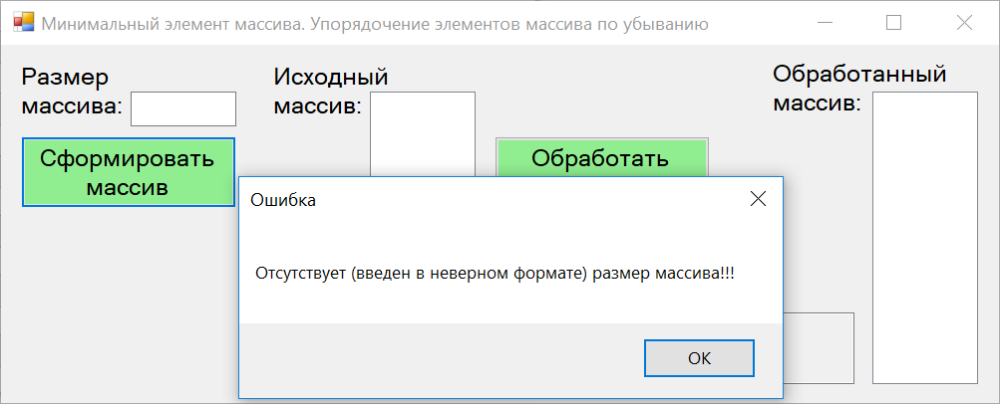 Минимальный элемент массива. Упорядочение элементов массива по убыванию
Размер
массива:
Исходный
массив:
Обработанный
массив:
Сформировать
массив
Обработать
Ошибка
Отсутствует (введен в неверном формате) размер массива!!!
OK